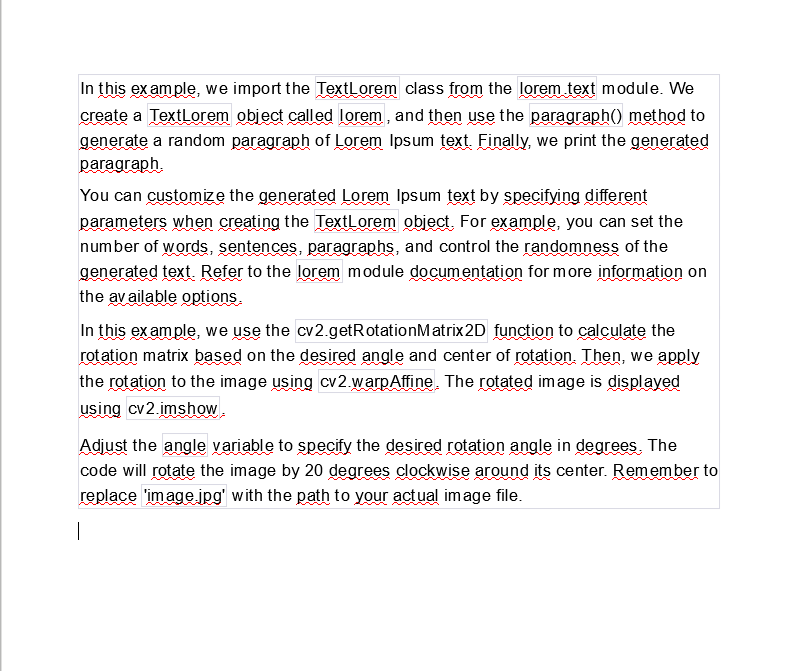 In this example, we import the TextLorem class from the lorem.text module. We
create a TextLorem object called lorem, and then use the paragraph() method to
generate a random paragraph of Lorem Ipsum text. Finally, we print the generated
paragraph.
You can customize the generated Lorem Ipsum text by specifying different
parameters when creating the TextLorem object. For example, you can set the
number of words, sentences, paragraphs, and control the randomness of the
generated text. Refer to the lorem module documentation for more information on
the available options.
In this example, we use the cv2.getRotationMatrix2D function to calculate the
rotation matrix based on the desired angle and center of rotation. Then, we apply
the rotation to the image using cv2.warpAffine. The rotated image is displayed
using cv2.imshow.
Adjust the angle variable to specify the desired rotation angle in degrees. The
code will rotate the image by 20 degrees clockwise around its center. Remember to
replace 'image.jpg' with the path to your actual image file.